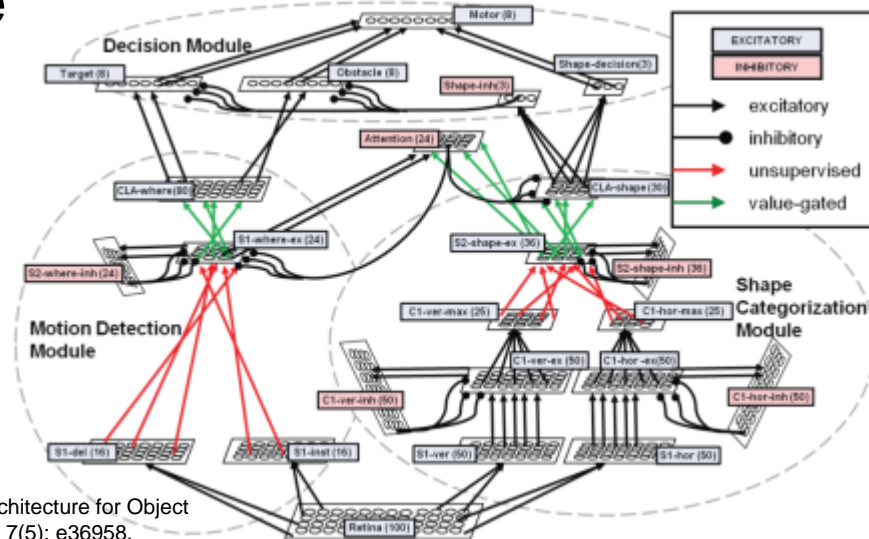 e
Motor (8)
Decision Module
EXCITATORY
INHIBITORY
Target (8)
Obstacle (8)
Shape-decision(3)
Shape-inh(3)
excitatory
inhibitory
unsupervised
value-gated
Attention (24)
CLA-where(80)
CLA-shape (30)
S1-where-ex (24)
S2-shape-ex (36)
S2-where-inh (24)
S2-shape-inh (36)
Shape
Categorization
Module
Motion Detection
Module
C1-ver-max (25)
C1-hor-max (25)
C1-ver-ex (50)
C1-hor-ex(50)
C1-ver-inh (50)
C1-hor-inh (50)
S1-del (16)
S1-inst (16)
S1-ver (50)
S1-hor (50)
chitecture for Object
7(5): e36958.
Retina (100)